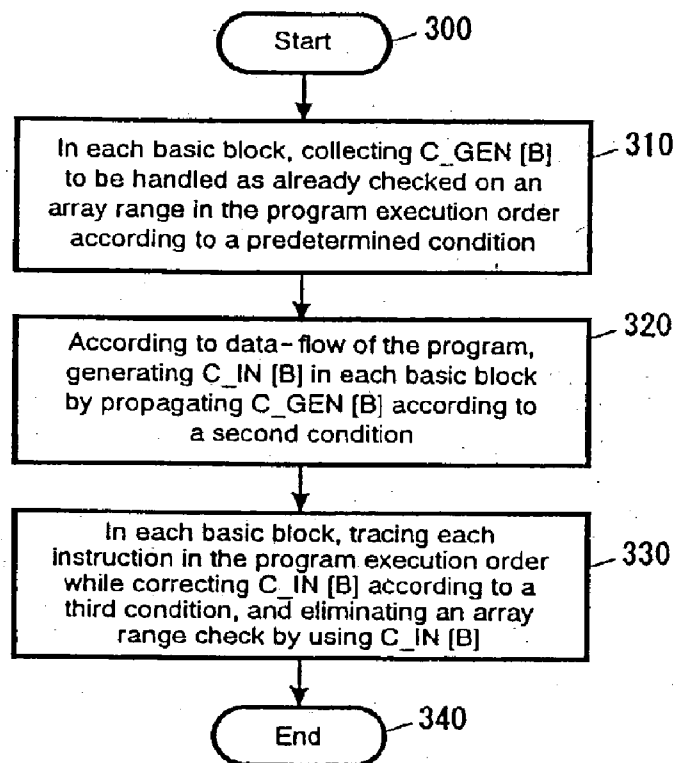 Start
300
In each basic block, collecting C_GEN [B]
to be handled as already checked on an
array range in the program execution order
according to a predetermined condition
310
According to data-flow of the program,
generating C_IN [B] in each basic block
by propagating C_GEN [B] according to
a second condition
320
In each basic block, tracing each
instruction in the program execution order
while correcting C_IN [B] according to a
third condition, and eliminating an array
range check by using C_IN [B]
330
End
340